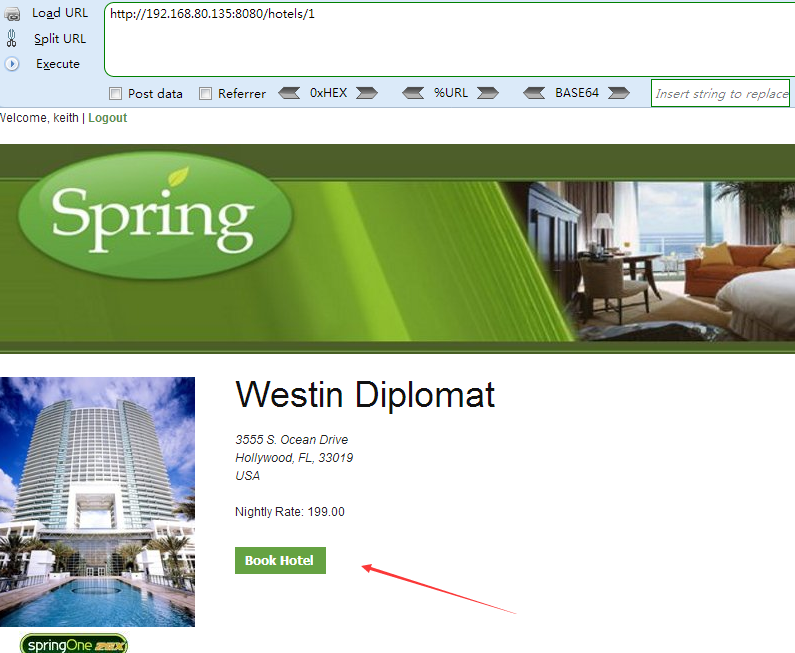 Load URL
http://192.168.80.135:8080/hotels/1
Split URL
Execute
Post data
Referrer
0xHEX
%URL
BASE64
Insert string to replace
Welcome, keith | Logout
Spring
Westin Diplomat
3555 S. Ocean Drive
Hollywood, FL, 33019
USA
Nightly Rate: 199.00
Book Hotel
springOne 2GX